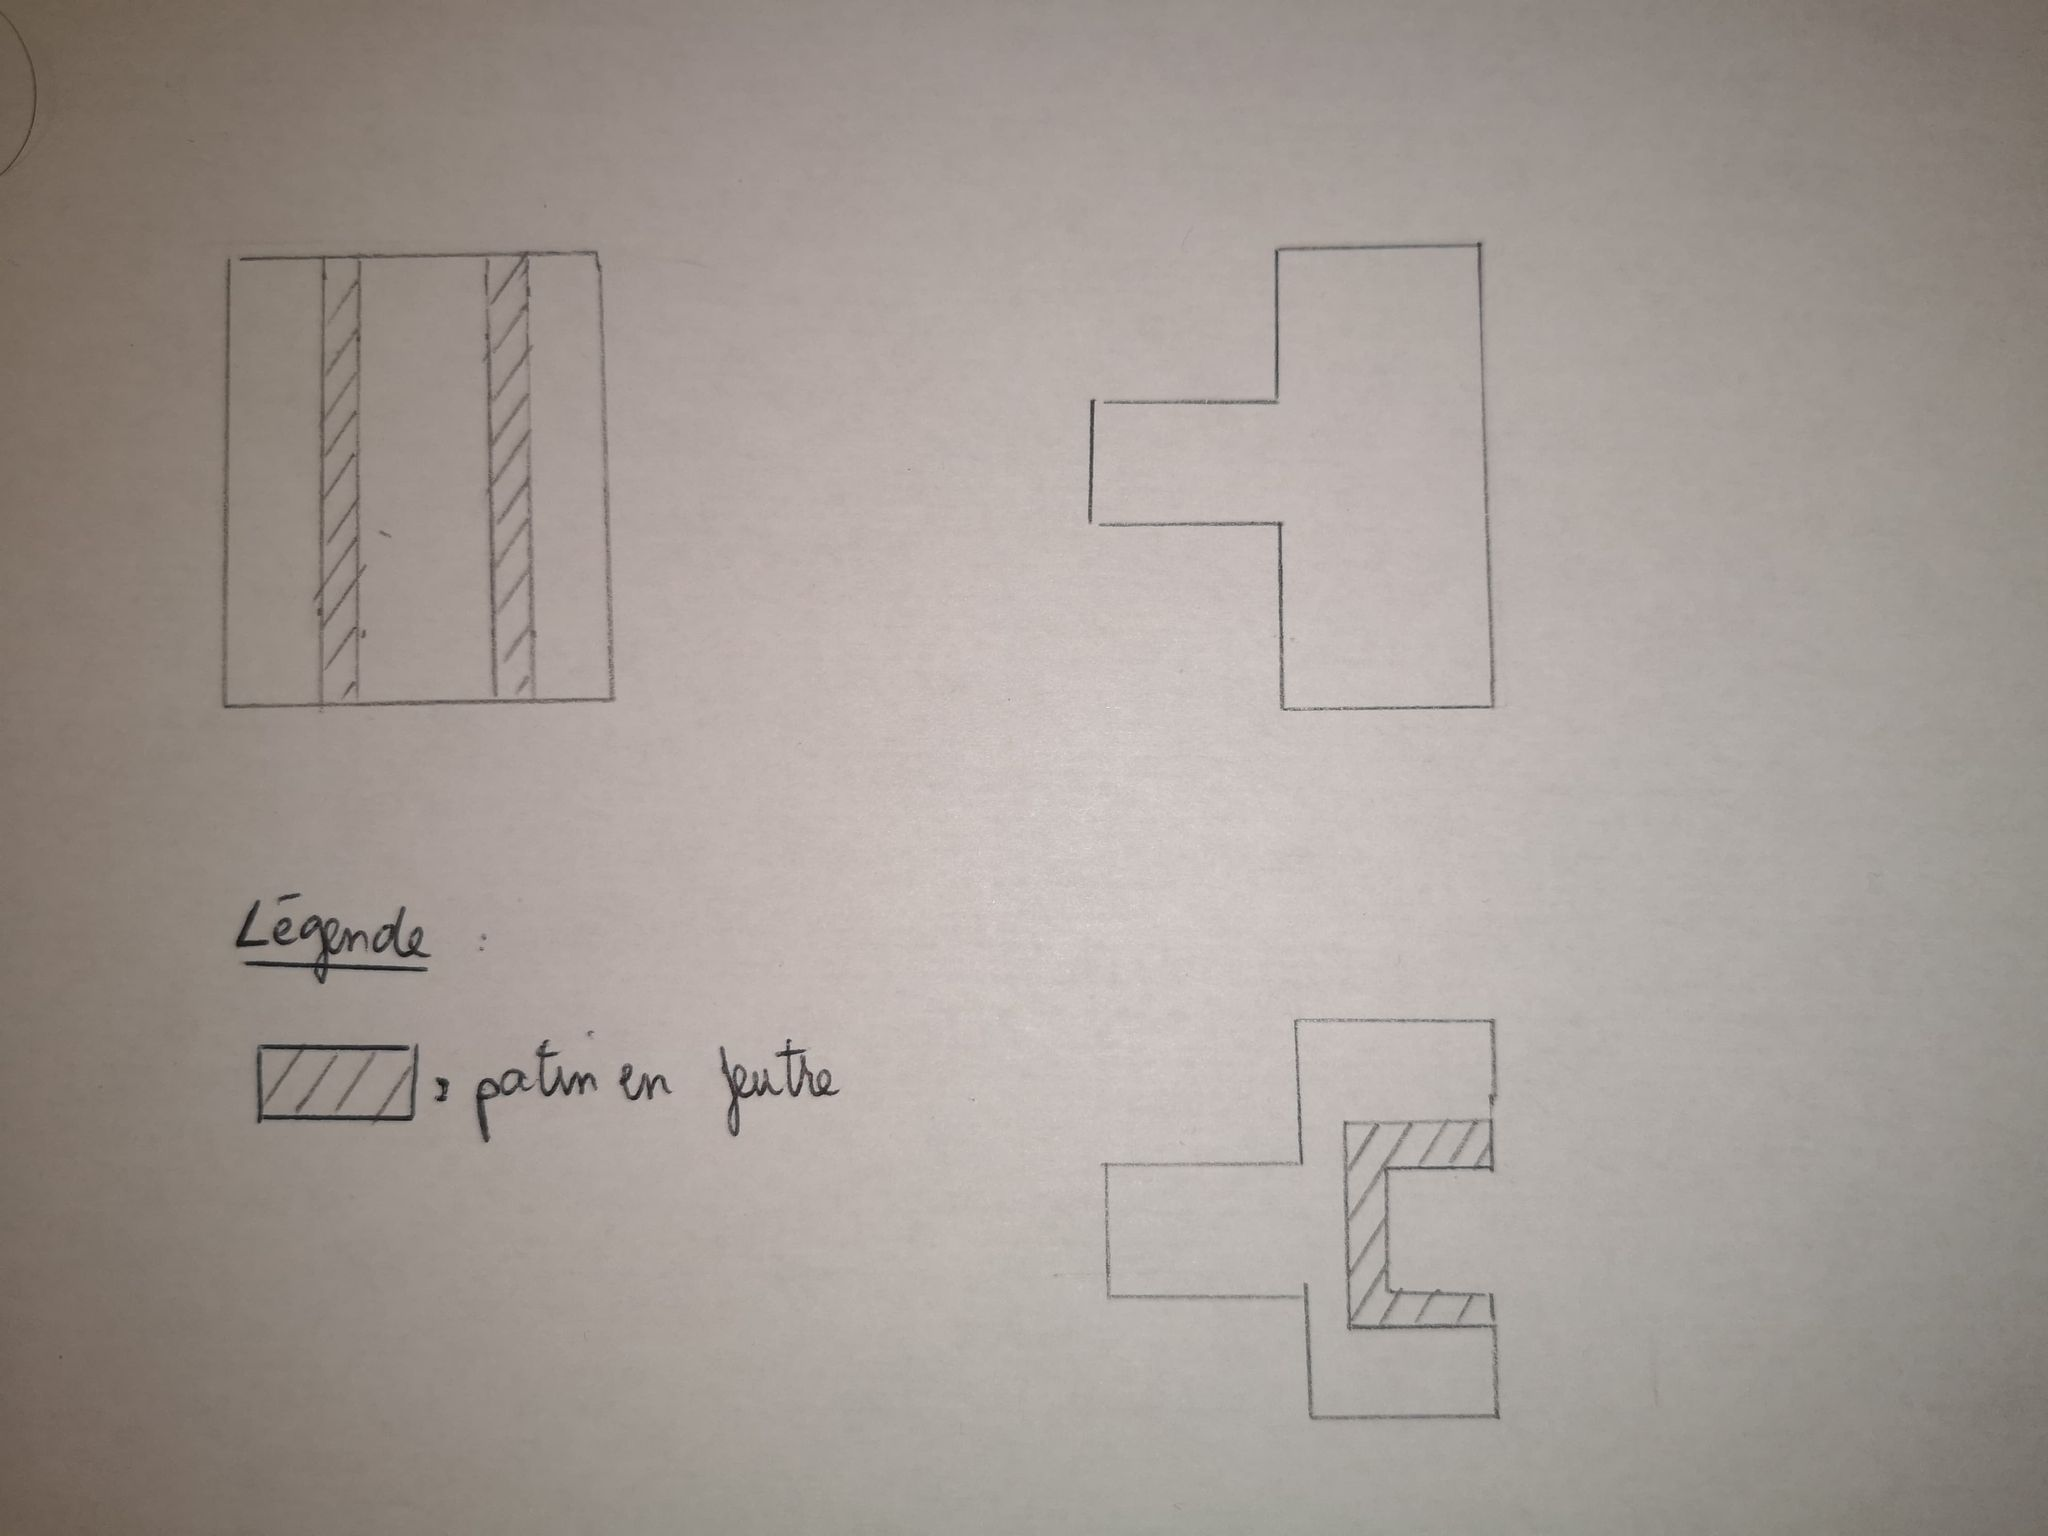 Légende :
= patin en feutre